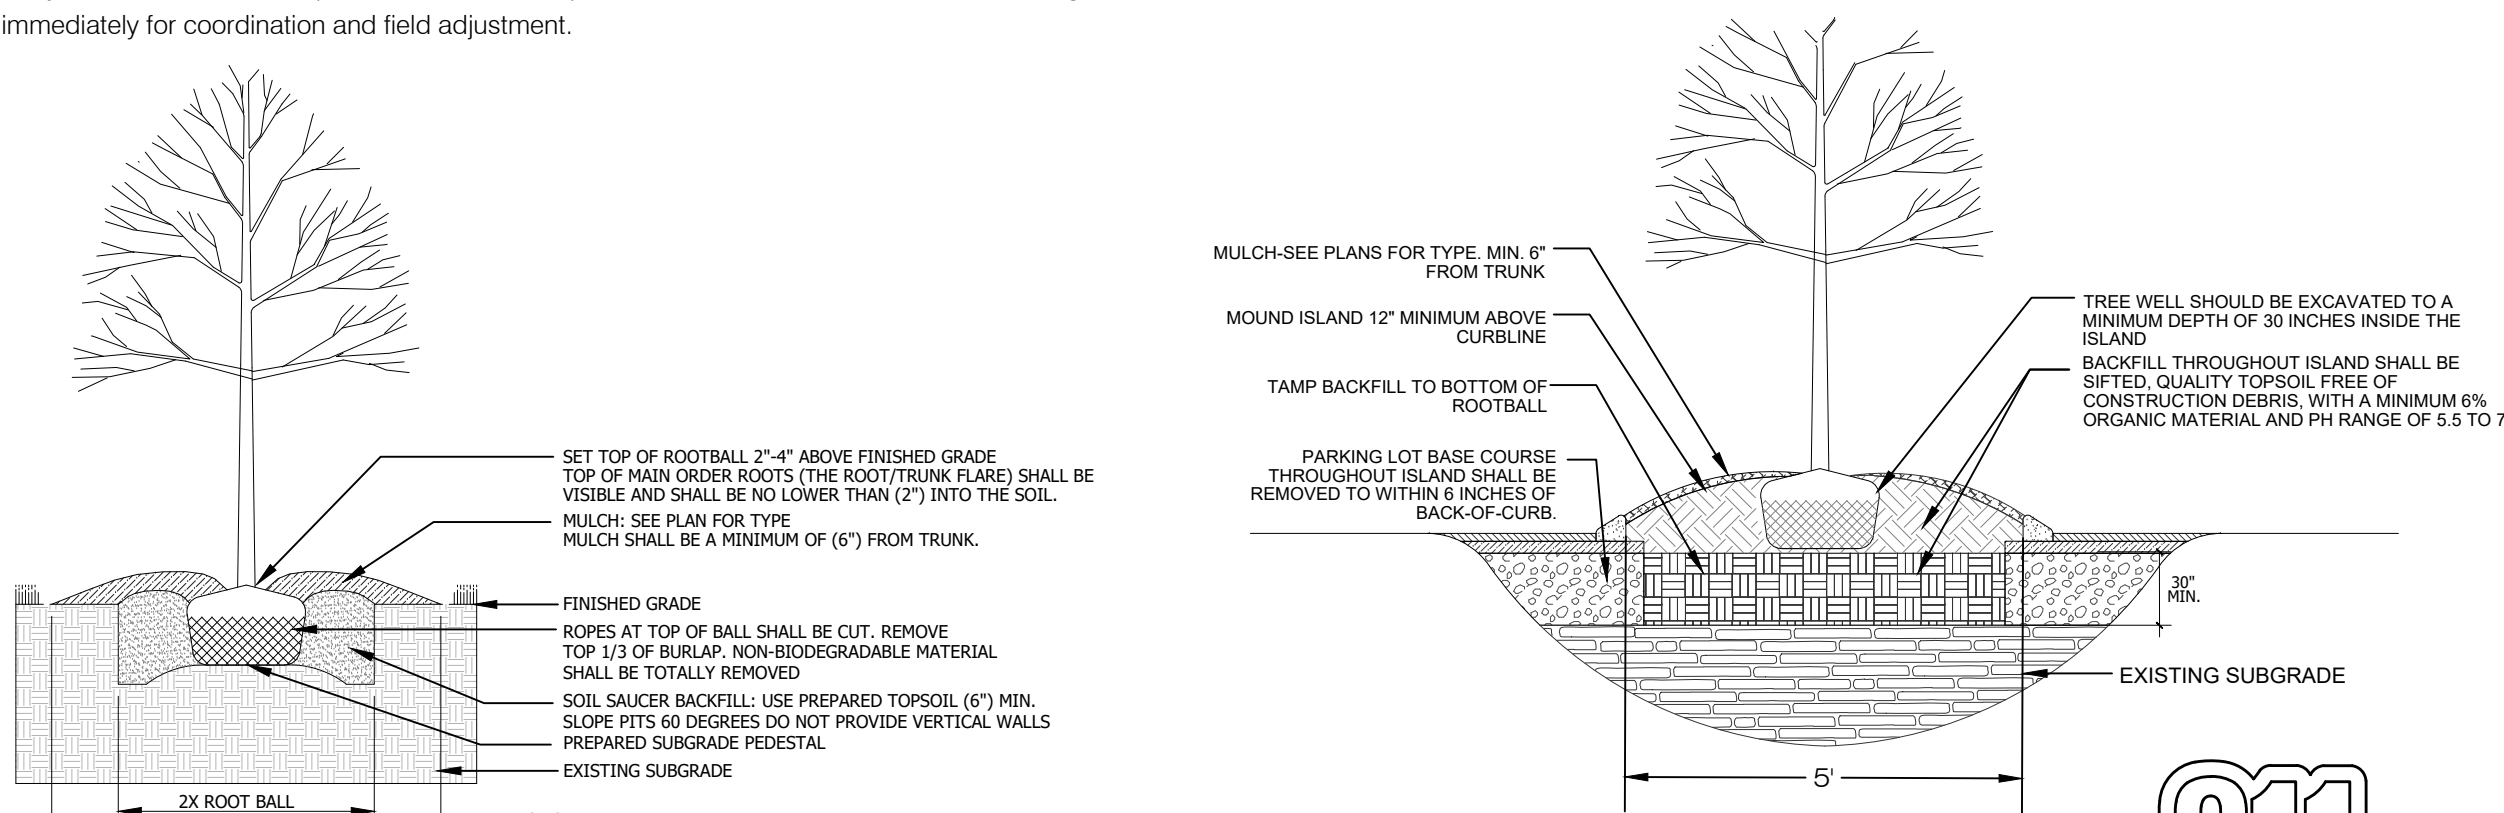 immediately for coordination and field adjustment.
SET TOP OF ROOTBALL 2"-4" ABOVE FINISHED GRADE
TOP OF MAIN ORDER ROOTS (THE ROOT/TRUNK FLARE) SHALL BE
VISIBLE AND SHALL BE NO LOWER THAN (2") INTO THE SOIL.
MULCH: SEE PLAN FOR TYPE
MULCH SHALL BE A MINIMUM OF (6") FROM TRUNK.
FINISHED GRADE
ROPES AT TOP OF BALL SHALL BE CUT. REMOVE
TOP 1/3 OF BURLAP. NON-BIODEGRADABLE MATERIAL
SHALL BE TOTALLY REMOVED
SOIL SAUCER BACKFILL: USE PREPARED TOPSOIL (6") MIN.
SLOPE PITS 60 DEGREES DO NOT PROVIDE VERTICAL WALLS
PREPARED SUBGRADE PEDESTAL
EXISTING SUBGRADE
2X ROOT BALL
MULCH-SEE PLANS FOR TYPE. MIN. 6"
FROM TRUNK
MOUND ISLAND 12" MINIMUM ABOVE
CURBLINE
TAMP BACKFILL TO BOTTOM OF
ROOTBALL
PARKING LOT BASE COURSE
THROUGHOUT ISLAND SHALL BE
REMOVED TO WITHIN 6 INCHES OF
BACK-OF-CURB.
TREE WELL SHOULD BE EXCAVATED TO A
MINIMUM DEPTH OF 30 INCHES INSIDE THE
ISLAND
BACKFILL THROUGHOUT ISLAND SHALL BE
SIFTED, QUALITY TOPSOIL FREE OF
CONSTRUCTION DEBRIS, WITH A MINIMUM 6%
ORGANIC MATERIAL AND PH RANGE OF 5.5 TO 7
30"
MIN.
EXISTING SUBGRADE
5'